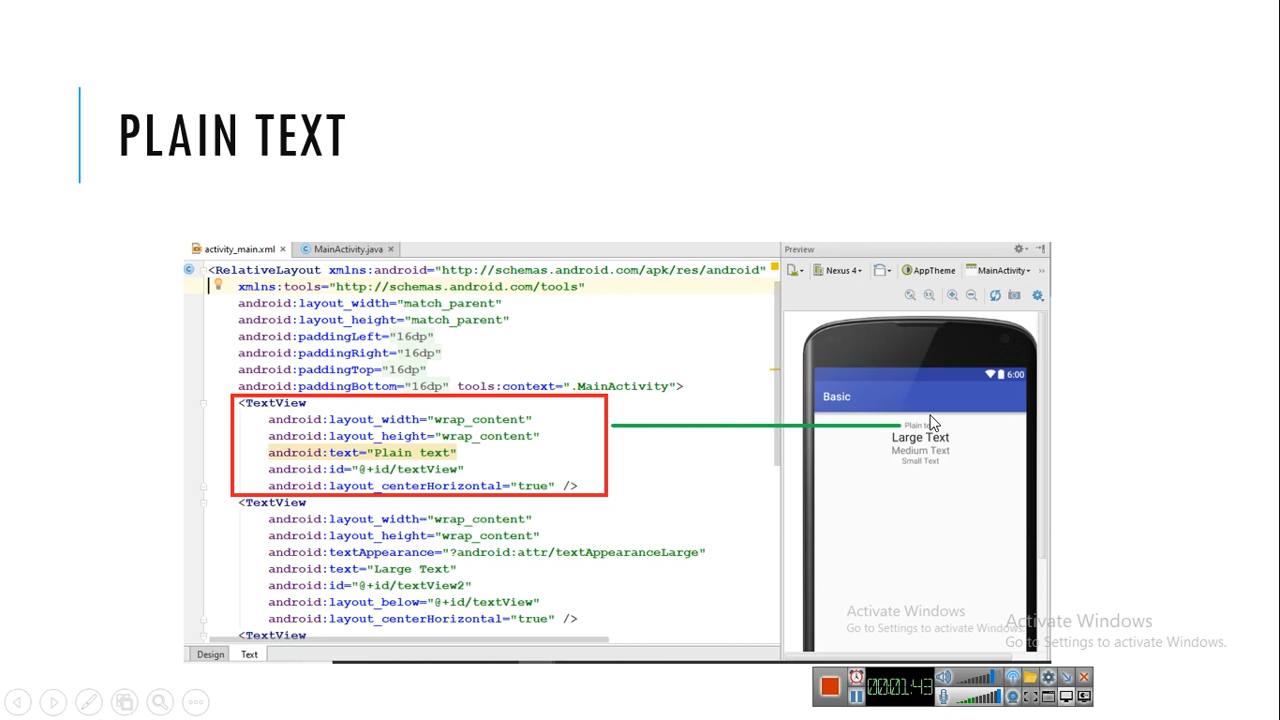 PLAIN TEXT
activity_main.xml
MainActivity.java
Preview
<RelativeLayout xmlns:android="http://schemas.android.com/apk/res/android"
xmlns:tools="http://schemas.android.com/tools"
android:layout_width="match_parent"
android:layout_height="match_parent"
android:paddingLeft="16dp"
android:paddingRight="16dp"
android:paddingTop="16dp"
android:paddingBottom="16dp" tools:context=".MainActivity">
<TextView
android:layout_width="wrap_content"
android:layout_height="wrap_content"
android:text="Plain text"
android:id="@+id/textView"
android:layout_centerHorizontal="true" />
<TextView
android:layout_width="wrap_content"
android:layout_height="wrap_content"
android:textAppearance="?android:attr/textAppearanceLarge"
android:text="Large Text"
android:id="@+id/textView2"
android:layout_below="@+id/textView"
android:layout_centerHorizontal="true" />
<TextView
Design Text
Nexus 4 AppTheme MainActivity
6:00
Basic
Plain
Large Text
Medium Text
Small Text
Activate Windows
Go to Settings to activate Windows.
Activate Windows
Go to Settings to activate Windows.
00:01:43